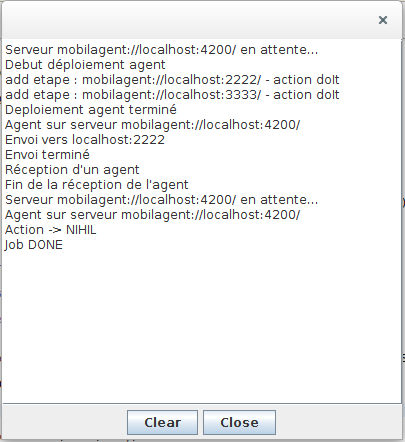 Serveur mobilagent://localhost:4200/ en attente...
Debut déploiement agent
add etape : mobilagent://localhost:2222/ - action doIt
add etape : mobilagent://localhost:3333/ - action doIt
Deploiement agent terminé
Agent sur serveur mobilagent://localhost:4200/
Envoi vers localhost:2222
Envoi terminé
Réception d'un agent
Fin de la réception de l'agent
Serveur mobilagent://localhost:4200/ en attente...
Agent sur serveur mobilagent://localhost:4200/
Action -> NIHIL
Job DONE
Clear Close